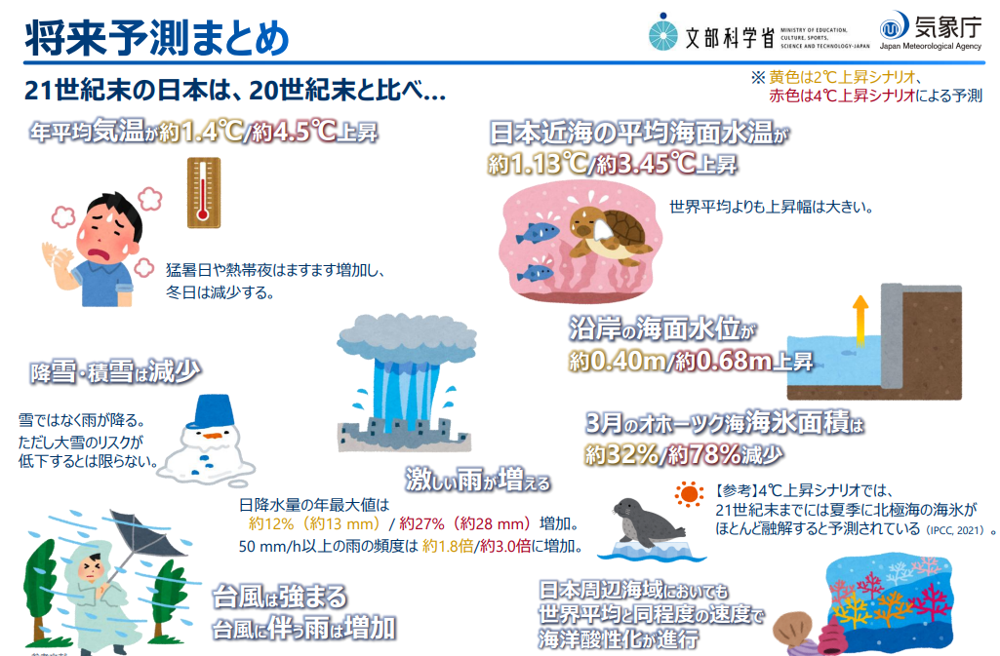 将来予測まとめ
文部科学省
MINISTRY OF EDUCATION,
CULTURE, SPORTS,
SCIENCE AND TECHNOLOGY-JAPAN
気象庁
Japan Meteorological Agency
21世紀末の日本は、20世紀末と比べ…
※ 黄色は2℃上昇シナリオ、
赤色は4℃上昇シナリオによる予測
年平均気温が約1.4℃/約4.5℃上昇
猛暑日や熱帯夜はますます増加し、
冬日は減少する。
日本近海の平均海面水温が
約1.13℃/約3.45℃上昇
世界平均よりも上昇幅は大きい。
沿岸の海面水位が
約0.40m/約0.68m上昇
降雪・積雪は減少
雪ではなく雨が降る。
ただし大雪のリスクが
低下するとは限らない。
3月のオホーツク海海氷面積は
約32%/約78%減少
【参考】4℃上昇シナリオでは、
21世紀末までには夏季に北極海の海氷が
ほとんど融解すると予測されている（IPCC, 2021）。
激しい雨が増える
日降水量の年最大値は
約12%（約13 mm）/ 約27%（約28 mm）増加。
50 mm/h以上の雨の頻度は 約1.8倍/約3.0倍に増加。
台風は強まる
台風に伴う雨は増加
日本周辺海域においても
世界平均と同程度の速度で
海洋酸性化が進行